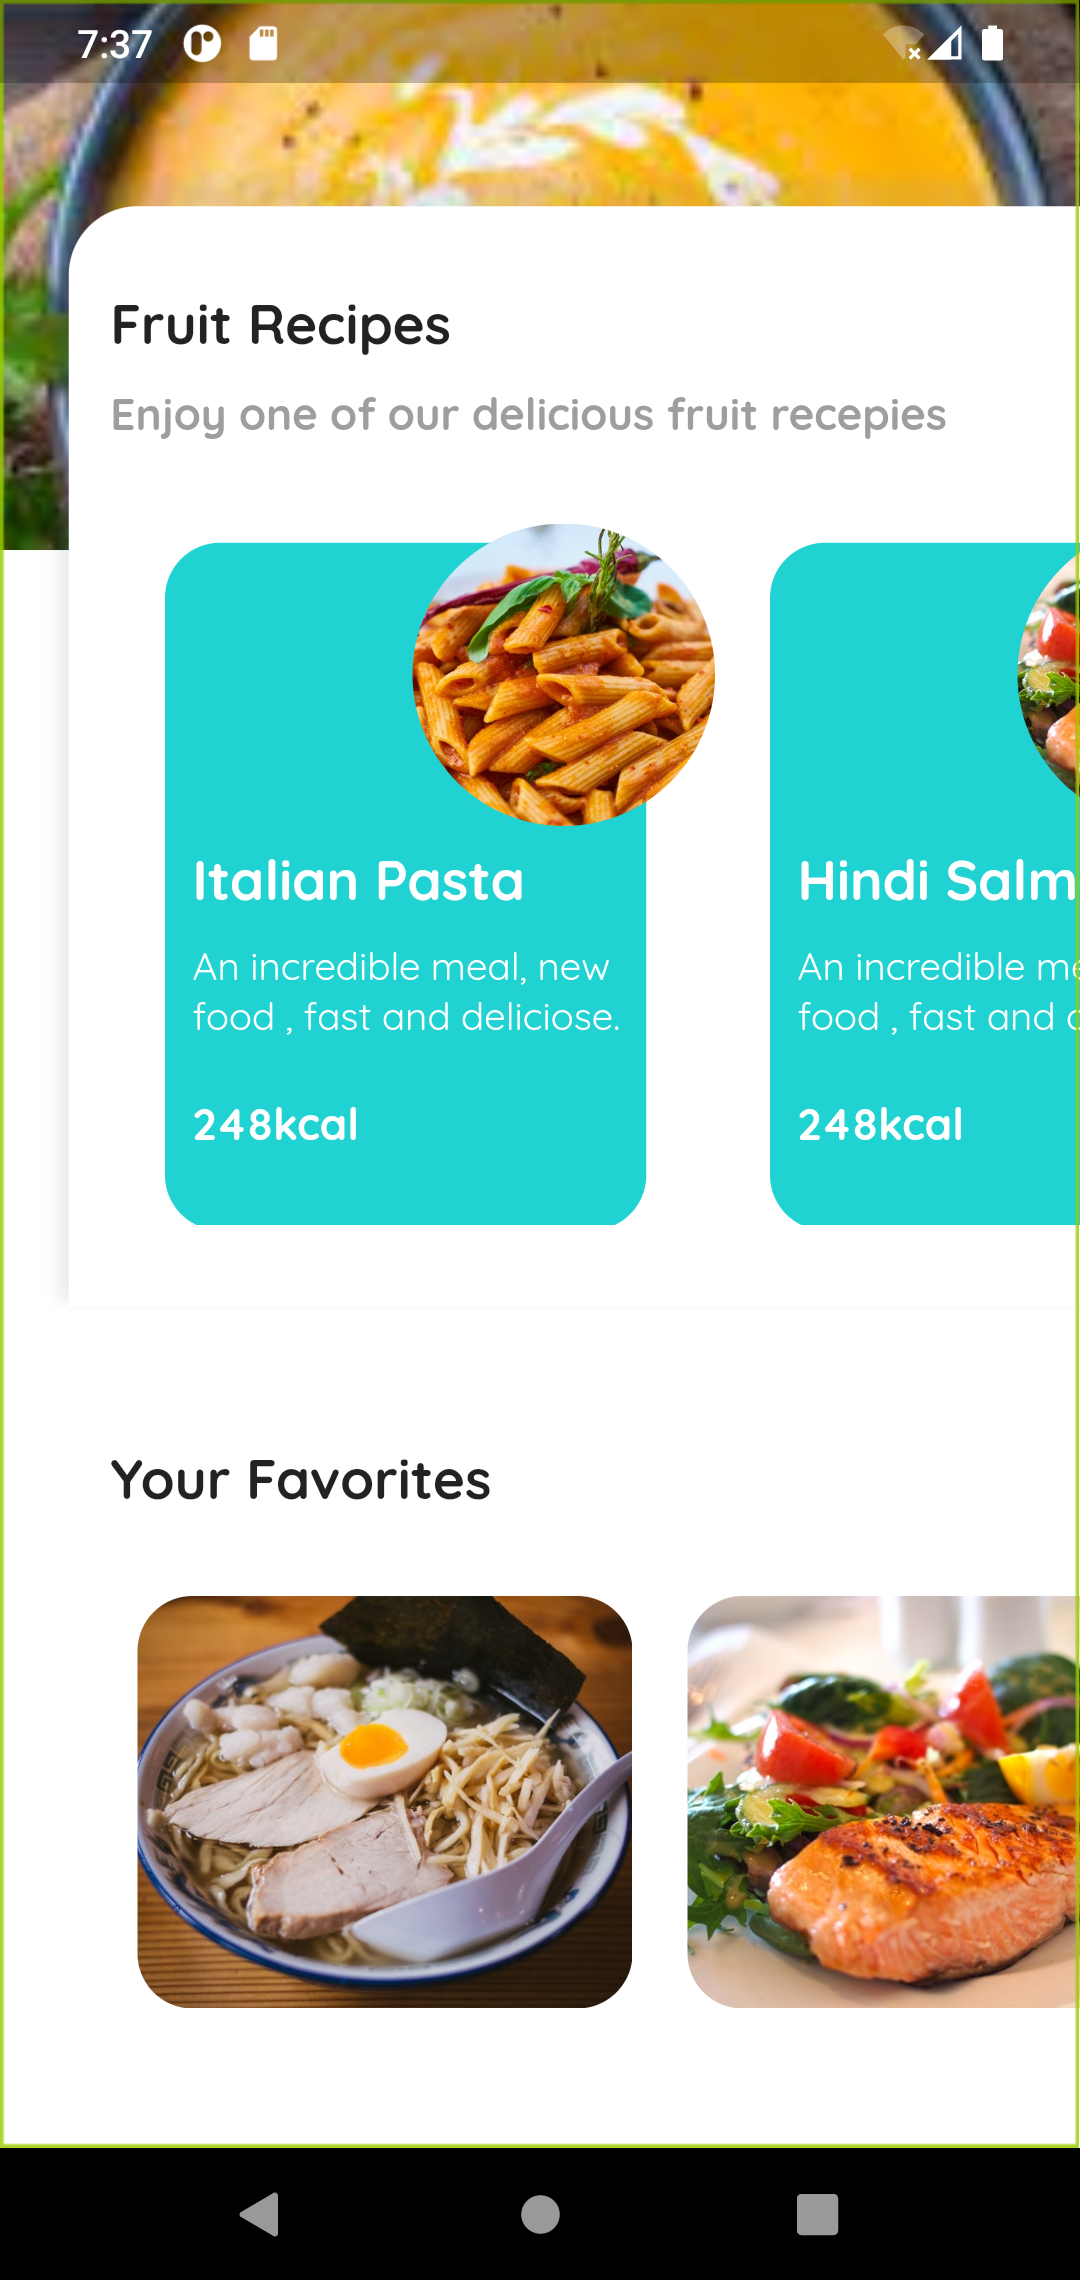 7:37
Fruit Recipes
Enjoy one of our delicious fruit recepies
Italian Pasta
An incredible meal, new
food , fast and deliciose.
248kcal
Hindi Salm
An incredible me
food , fast and
248kcal
Your Favorites